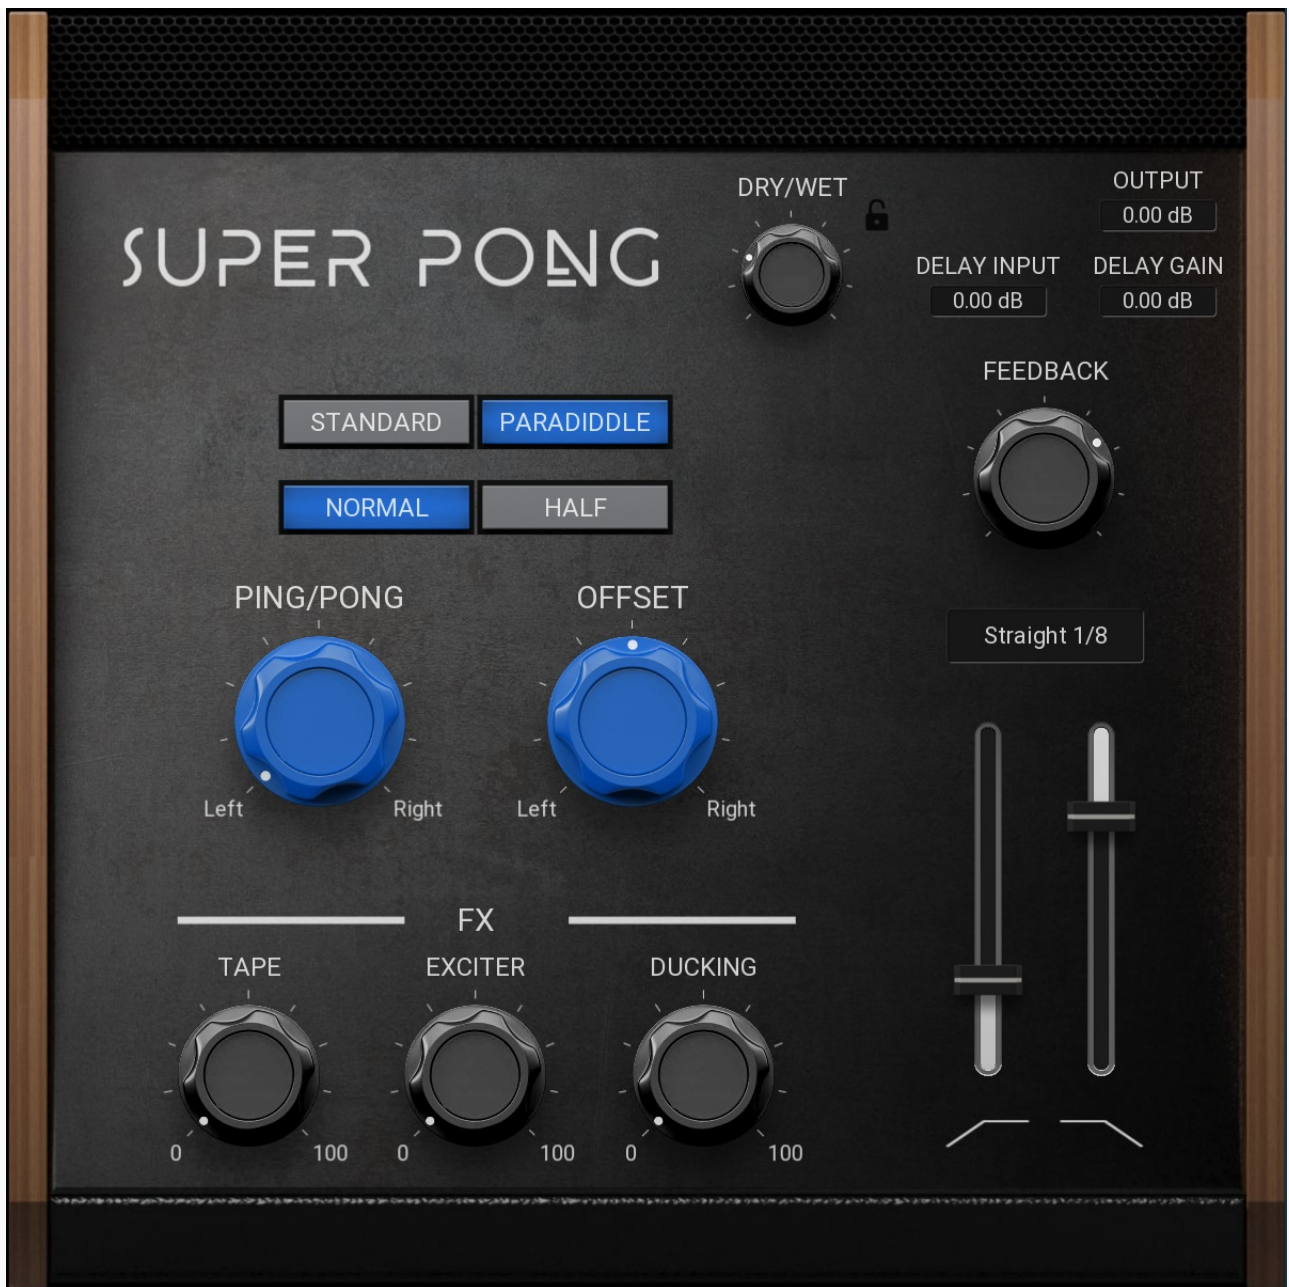 SUPER PONG
DRY/WET
OUTPUT
0.00 dB
DELAY INPUT
DELAY GAIN
0.00 dB
0.00 dB
FEEDBACK
STANDARD
PARADIDDLE
NORMAL
HALF
PING/PONG
OFFSET
Straight 1/8
Left
Right
Left
Right
FX
TAPE
EXCITER
DUCKING
0
100
0
100
0
100